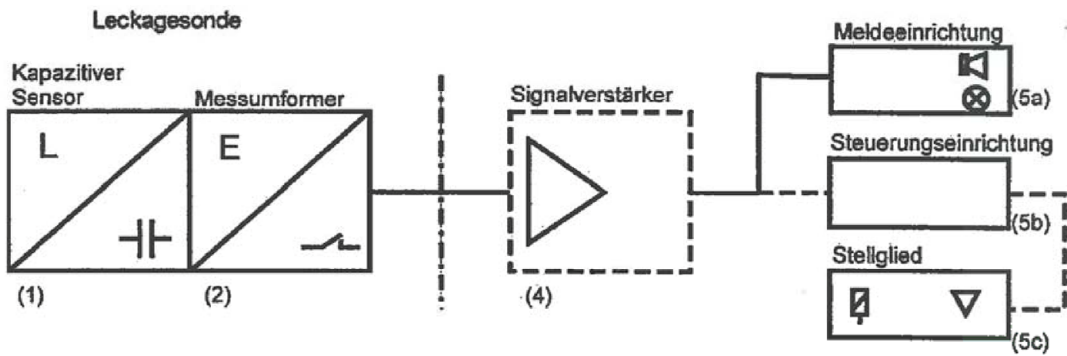 Leckagesonde
Kapazitiver
Sensor
Messumformer
L
E
(1)
(2)
Signalverstärker
(4)
Meldeeinrichtung
(5a)
Steuerungseinrichtung
(5b)
Stellglied
(5c)